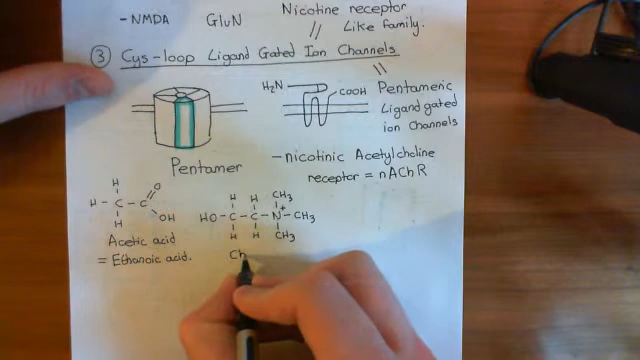 -NMDA GluN Nicotine receptor
// Like family.
③ Cys-loop Ligand Gated Ion Channels
//
H₂N COOH Pentameric
Ligand gated
ion Channels
Pentamer
-nicotinic Acetylcholine
receptor = nAChR
H
O
H - C - C
OH
H
H H CH₃
HO - C - C - N⁺ - CH₃
H H CH₃
Acetic acid
= Ethanoic acid.
Ch